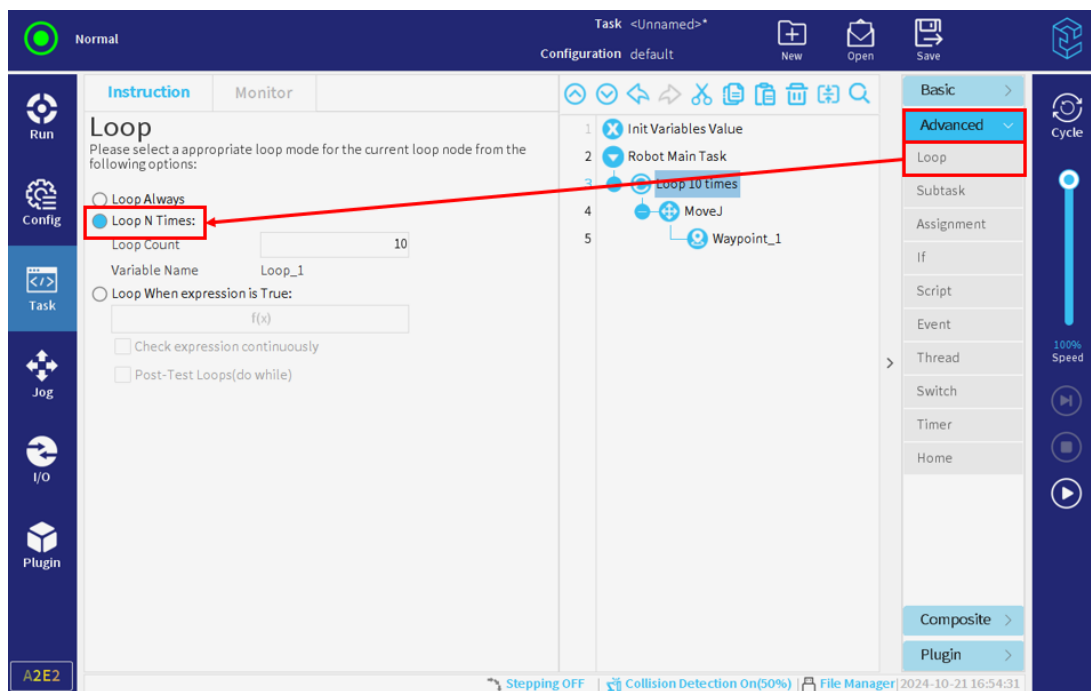 Normal
Task <Unnamed>*
Configuration default
New
Open
Save
Run
Config
Task
Jog
I/O
Plugin
A2E2
Instruction
Monitor
Loop
Please select a appropriate loop mode for the current loop node from the
following options:
Loop Always
Loop N Times:
Loop Count 10
Variable Name Loop_1
Loop When expression is True:
f(x)
Check expression continuously
Post-Test Loops(do while)
1 Init Variables Value
2 Robot Main Task
3 Loop 10 times
4 MoveJ
5 Waypoint_1
Basic >
Advanced
Loop
Subtask
Assignment
If
Script
Event
Thread
Switch
Timer
Home
Composite >
Plugin >
>
Cycle
100%
Speed
Stepping OFF | Collision Detection On(50%) | File Manager| 2024-10-21 16:54:31